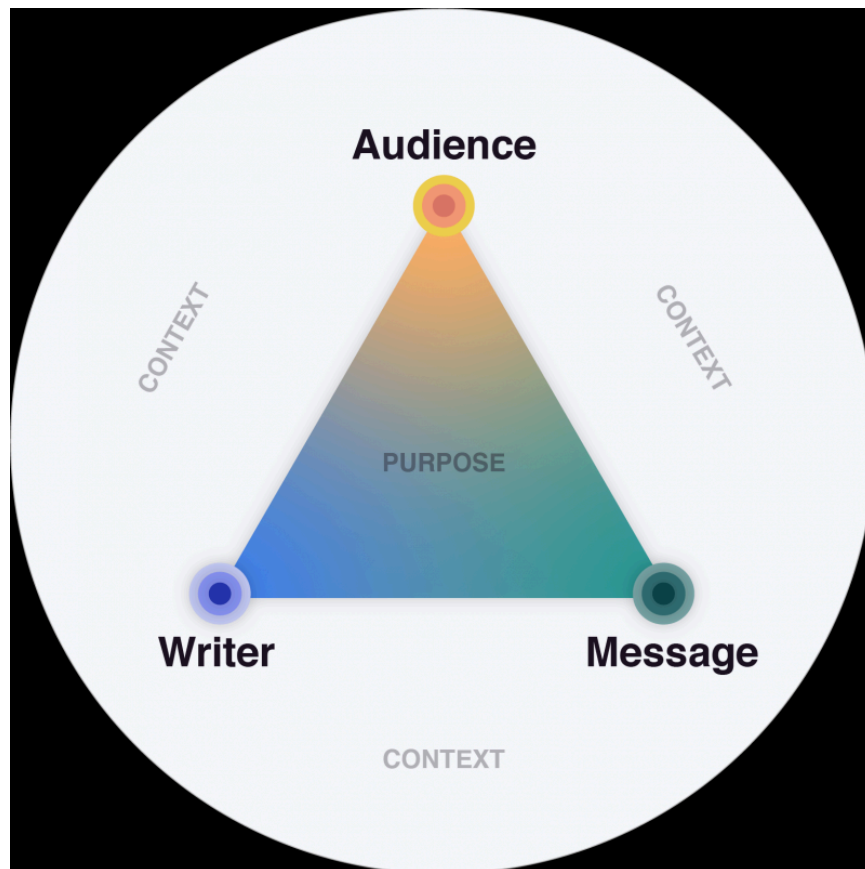 Audience
CONTEXT
CONTEXT
PURPOSE
Writer
Message
CONTEXT